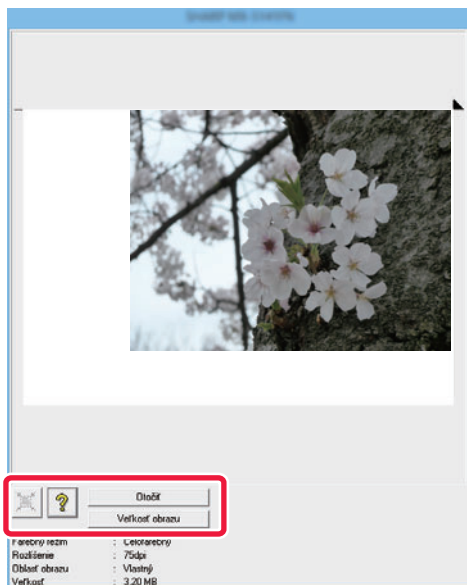 Otočiť
Veľkosť obrazu
Farebný režim : Celofarebný
Rozlíšenie : 75dpi
Oblasť obrazu : Vlastný
Veľkosť : 3.20 MB